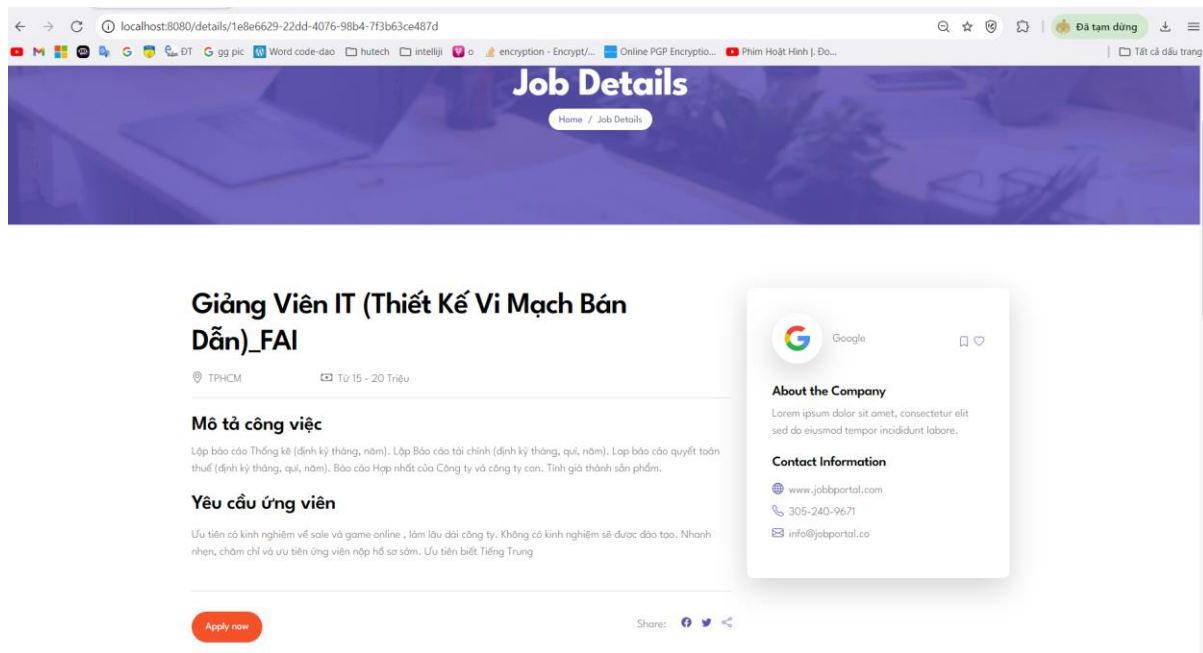 localhost:8080/details/1e8e6629-22dd-4076-98b4-7f3b63ce487d
Đã tạm dừng
ĐT
gg pic
Word code-dao
hutech
intelliji
o
encryption - Encrypt/...
Online PGP Encryptio...
Phim Hoạt Hình |. Đo...
Tất cả dấu trang
Job Details
Home / Job Details
Giảng Viên IT (Thiết Kế Vi Mạch Bán
Dẫn)_FAI
TPHCM
Từ 15 - 20 Triệu
Mô tả công việc
Lập báo cáo Thống kê (định kỳ tháng, năm). Lập Báo cáo tài chính (định kỳ tháng, quí, năm). Lap báo cáo quyết toán
thuế (định kỳ tháng, quí, năm). Báo cáo Hợp nhất của Công ty và công ty con. Tính giá thành sản phẩm.
Yêu cầu ứng viên
Ưu tiên có kinh nghiệm về sale và game online , làm lâu dài công ty. Không có kinh nghiệm sẽ được đào tạo. Nhanh
nhẹn, chăm chỉ và ưu tiên ứng viên nộp hồ sơ sớm. Ưu tiên biết Tiếng Trung
Apply now
Share:
Google
About the Company
Lorem ipsum dolor sit amet, consectetur elit
sed do eiusmod tempor incididunt labore.
Contact Information
www.jobbportal.com
305-240-9671
info@jobportal.co